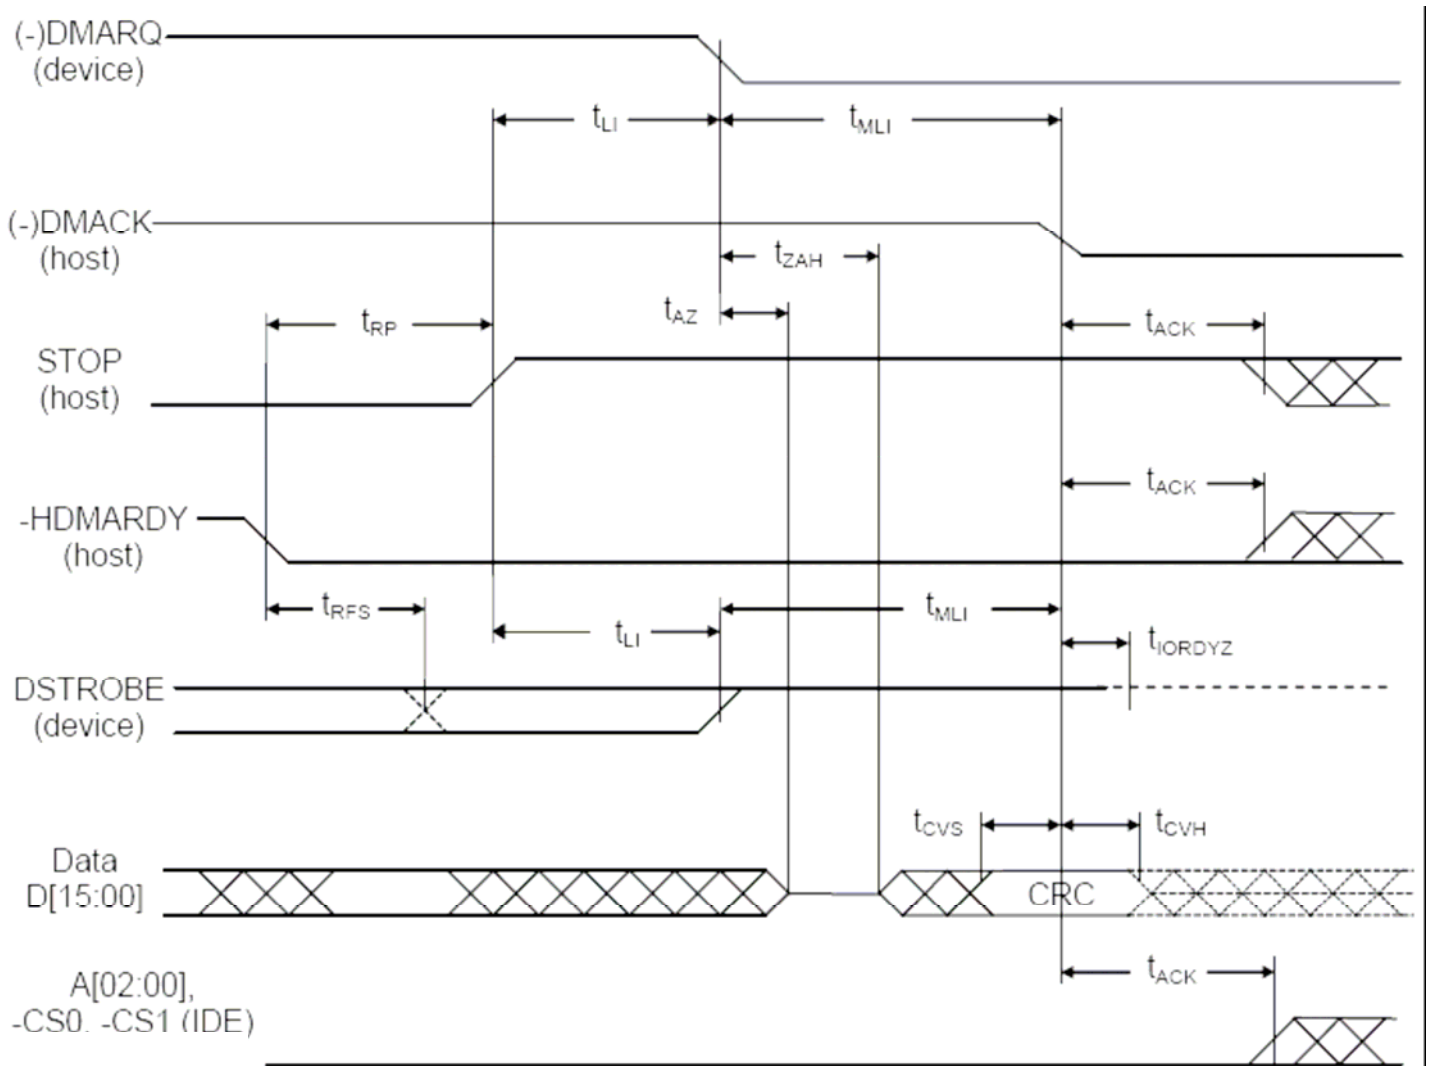 (-)DMARQ
(device)
tLI
tMLI
(-)DMACK
(host)
tZAH
tAZ
tRP
tACK
STOP
(host)
tACK
-HDMARDY
(host)
tRFS
tMLI
tLI
tIORDYZ
DSTROBE
(device)
tCVS
tCVH
Data
D[15:00]
CRC
tACK
A[02:00],
-CS0, -CS1 (IDE)